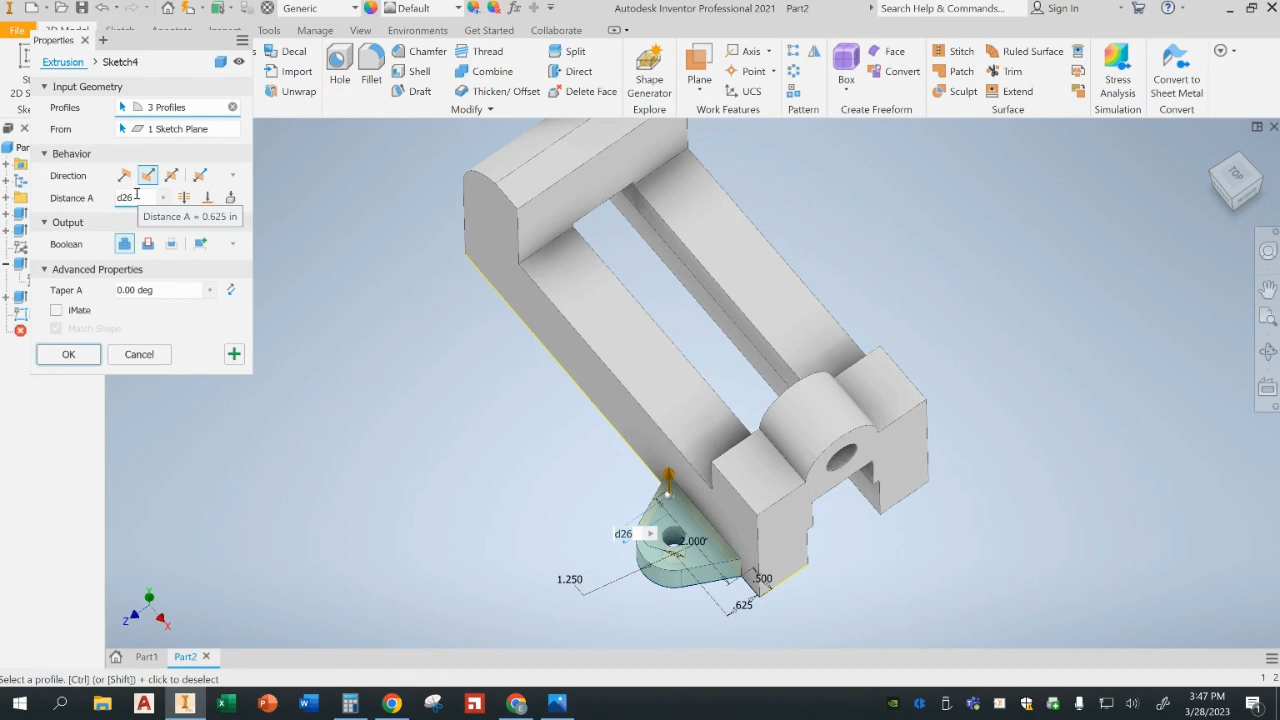 Generic
Default
Autodesk Inventor Professional 2021 Part2
Search Help & Commands...
Sign In
File
Tools
Manage
View
Environments
Get Started
Collaborate
Properties
Extrusion > Sketch4
Input Geometry
Profiles
3 Profiles
From
1 Sketch Plane
Behavior
Direction
Distance A
d26
Distance A = 0.625 in
Output
Boolean
Advanced Properties
Taper A
0.00 deg
iMate
Match Shape
OK
Cancel
Decal
Import
Unwrap
Hole
Fillet
Chamfer
Shell
Draft
Thread
Combine
Thicken/ Offset
Split
Direct
Delete Face
Modify
Shape
Generator
Explore
Plane
Axis
Point
UCS
Work Features
Pattern
Box
Face
Convert
Create Freeform
Stitch
Patch
Sculpt
Ruled Surface
Trim
Extend
Surface
Stress
Analysis
Simulation
Convert to
Sheet Metal
Convert
TOP
d26
2.000
1.250
.500
.625
Y
Z
X
Part1
Part2
Select a profile. [Ctrl] (or [Shift]) + click to deselect
1 2
3:47 PM
3/28/2023